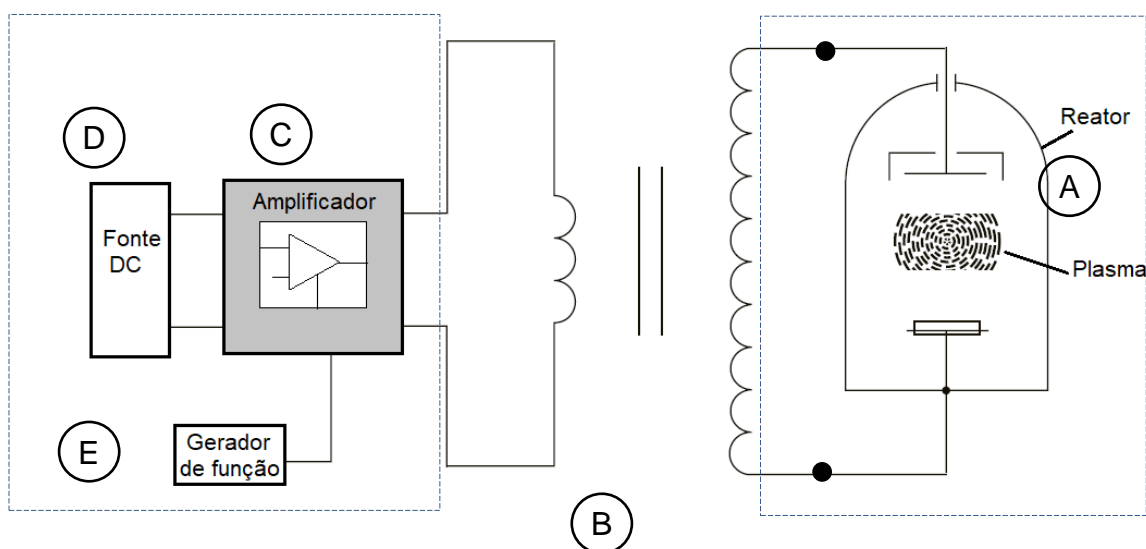 D
C
Amplificador
Fonte
DC
E
Gerador
de função
B
Reator
A
Plasma